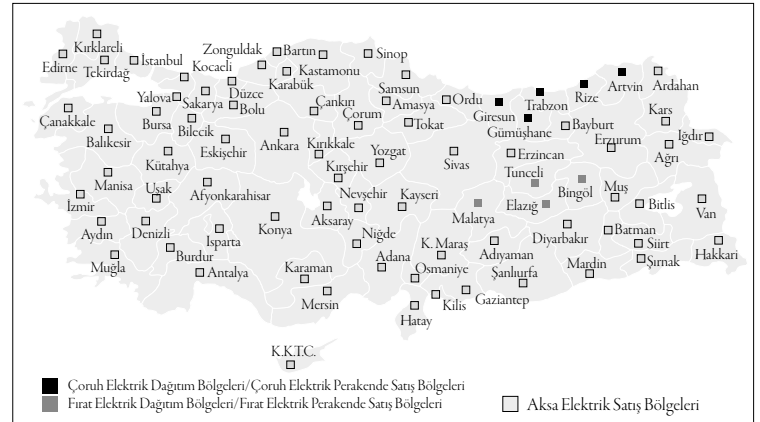 Kırklareli
Edirne
Tekirdağ
İstanbul
Kocaeli
Zonguldak
Bartın
Kastamonu
Karabük
Sinop
Samsun
Artvin
Ardahan
Rize
Trabzon
Giresun
Gümüşhane
Ordu
Amasya
Tokat
Çankırı
Çorum
Düzce
Bolu
Sakarya
Yalova
Bursa
Bilecik
Çanakkale
Balıkesir
Kütahya
Eskişehir
Ankara
Kırıkkale
Kırşehir
Yozgat
Sivas
Bayburt
Erzurum
Kars
Iğdır
Ağrı
Erzincan
Tunceli
Bingöl
Muş
Bitlis
Van
Elazığ
Malatya
Kayseri
Nevşehir
Aksaray
Niğde
Konya
Afyonkarahisar
Uşak
Manisa
İzmir
Aydın
Denizli
Isparta
Burdur
Muğla
Antalya
Karaman
Mersin
Adana
K. Maraş
Osmaniye
Adıyaman
Şanlıurfa
Gaziantep
Kilis
Hatay
Diyarbakır
Mardin
Batman
Siirt
Şırnak
Hakkari
K.K.T.C.
Çoruh Elektrik Dağıtım Bölgeleri/Çoruh Elektrik Perakende Satış Bölgeleri
Fırat Elektrik Dağıtım Bölgeleri/Fırat Elektrik Perakende Satış Bölgeleri
Aksa Elektrik Satış Bölgeleri